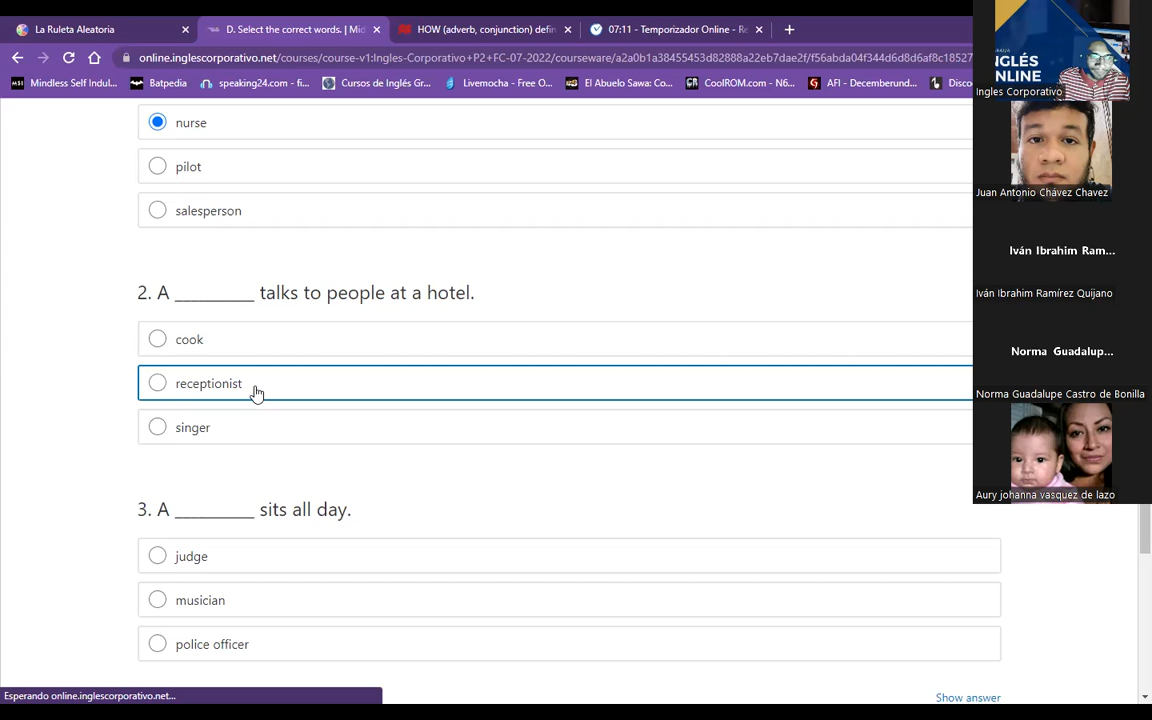 La Ruleta Aleatoria
D. Select the correct words. | Mid
HOW (adverb, conjunction) defin
07:11 - Temporizador Online - Re
online.inglescorporativo.net/courses/course-v1:Ingles-Corporativo+P2+FC-07-2022/courseware/a2a0b1a38455453d82888a22eb7dae2f/f56abda04f344d6d8d6af8c18527
Mindless Self Indul...
Batpedia
speaking24.com - fi...
Cursos de Inglés Gr...
Livemocha - Free O...
El Abuelo Sawa: Co...
CoolROM.com - N6...
AFI - Decemberund...
Disco
NGLÉS
NLINE
Ingles Corporativo
nurse
pilot
Juan Antonio Chávez Chavez
salesperson
Iván Ibrahim Ram...
2. A _________ talks to people at a hotel.
Iván Ibrahim Ramírez Quijano
cook
Norma Guadalup...
receptionist
Norma Guadalupe Castro de Bonilla
singer
Aury johanna vasquez de lazo
3. A _________ sits all day.
judge
musician
police officer
Esperando online.inglescorporativo.net...
Show answer